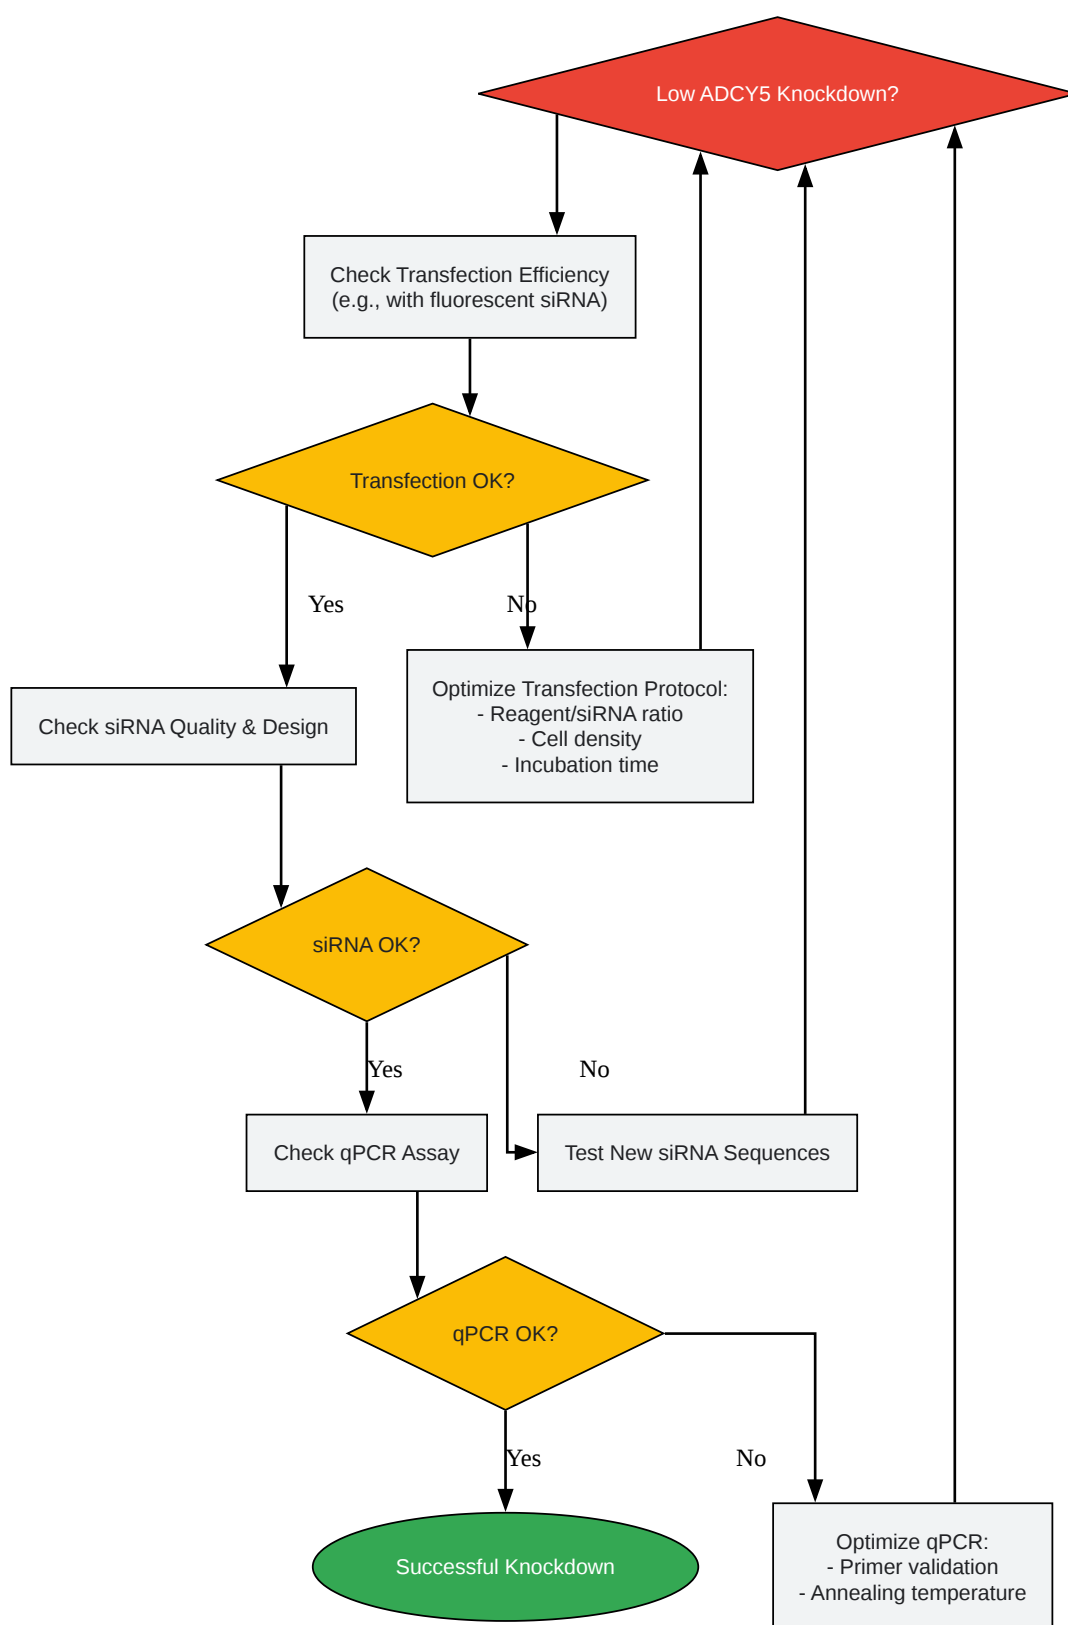 Low ADCY5 Knockdown?
Check Transfection Efficiency
(e.g., with fluorescent siRNA)
Transfection OK?
Yes
No
Optimize Transfection Protocol:
- Reagent/siRNA ratio
- Cell density
- Incubation time
Check siRNA Quality & Design
siRNA OK?
Yes
No
Check qPCR Assay
Test New siRNA Sequences
qPCR OK?
Yes
No
Successful Knockdown
Optimize qPCR:
- Primer validation
- Annealing temperature